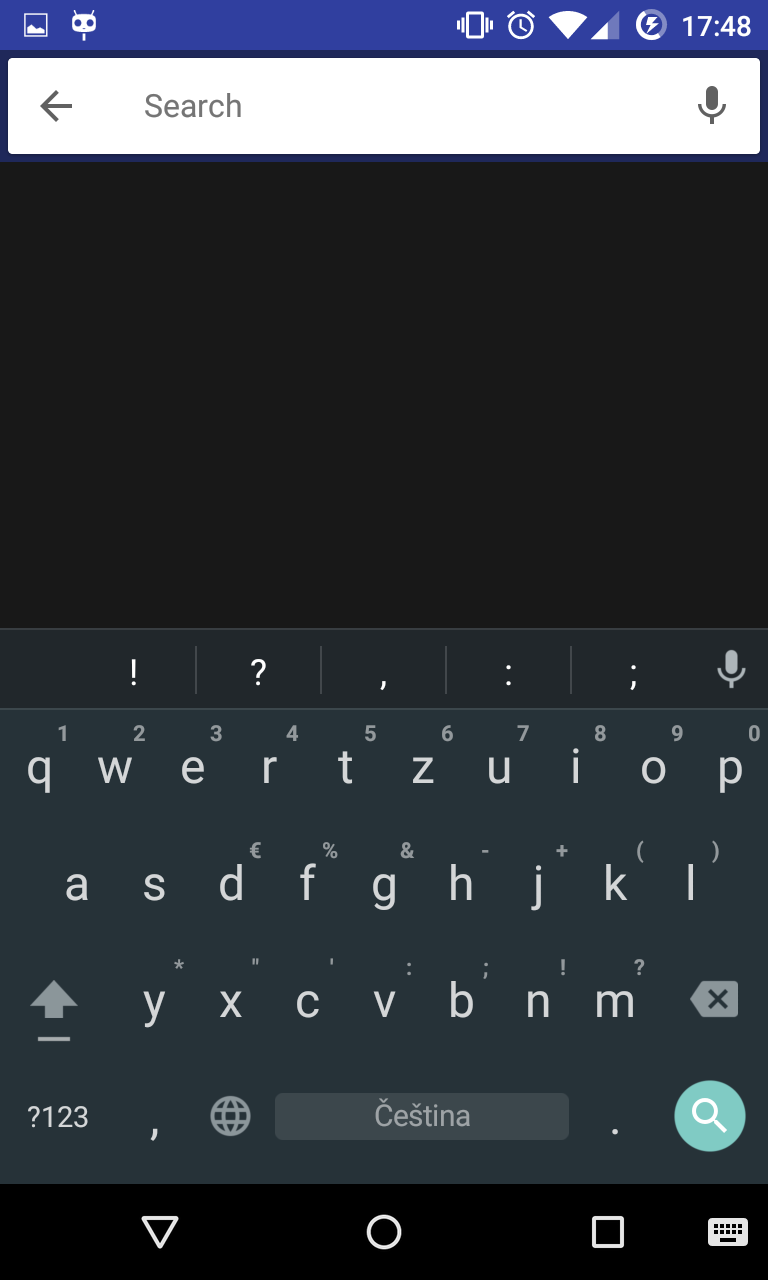 17:48
Search
! ? , : ;
1 2 3 4 5 6 7 8 9 0
q w e r t z u i o p
€ % & - + ( )
a s d f g h j k l
* " ' : ; ! ?
y x c v b n m
?123 , Čeština .